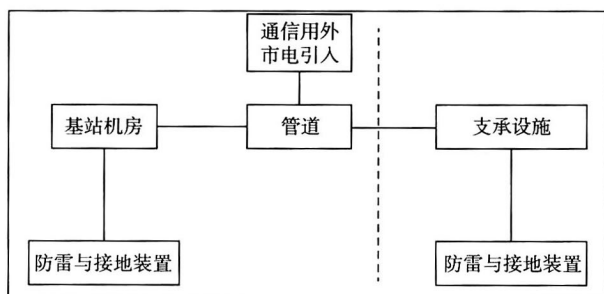 通信用外
市电引入
基站机房
管道
支承设施
防雷与接地装置
防雷与接地装置